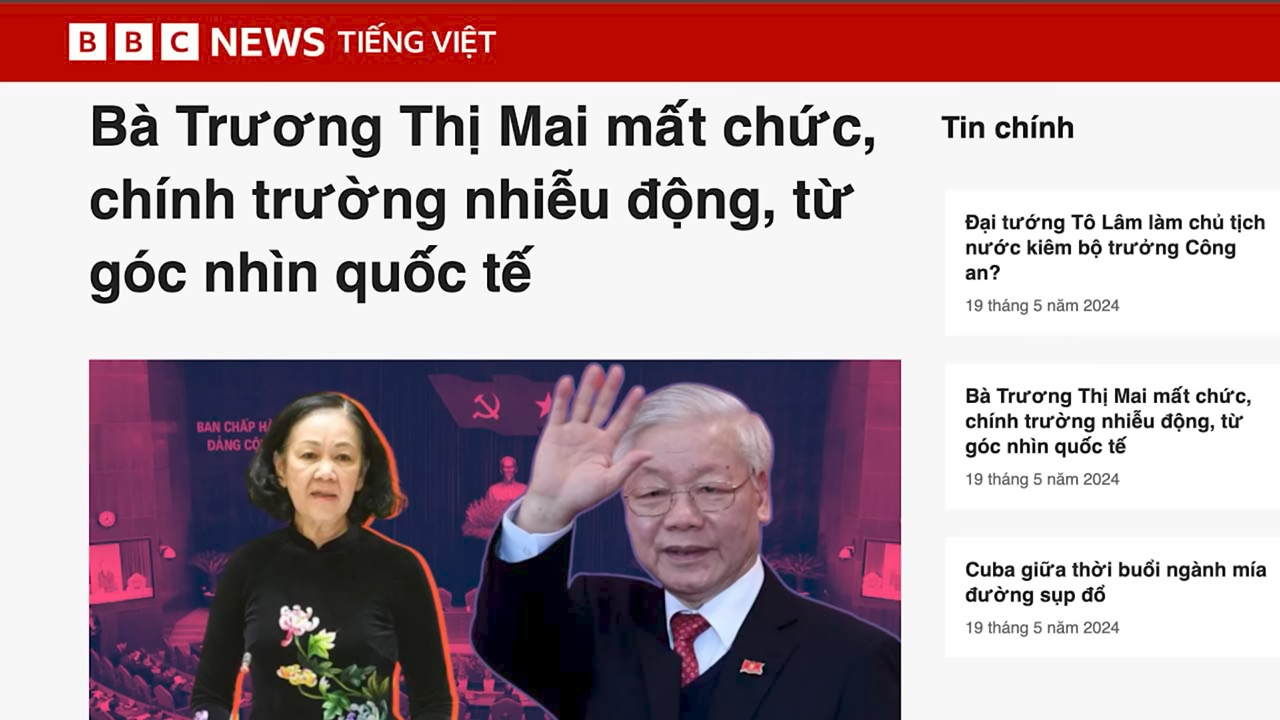 BBC NEWS TIẾNG VIỆT
Bà Trương Thị Mai mất chức,
chính trường nhiễu động, từ
góc nhìn quốc tế
BAN CHẤP
ĐẢNG
Tin chính
Đại tướng Tô Lâm làm chủ tịch
nước kiêm bộ trưởng Công
an?
19 tháng 5 năm 2024
Bà Trương Thị Mai mất chức,
chính trường nhiễu động, từ
góc nhìn quốc tế
19 tháng 5 năm 2024
Cuba giữa thời buổi ngành mía
đường sụp đổ
19 tháng 5 năm 2024